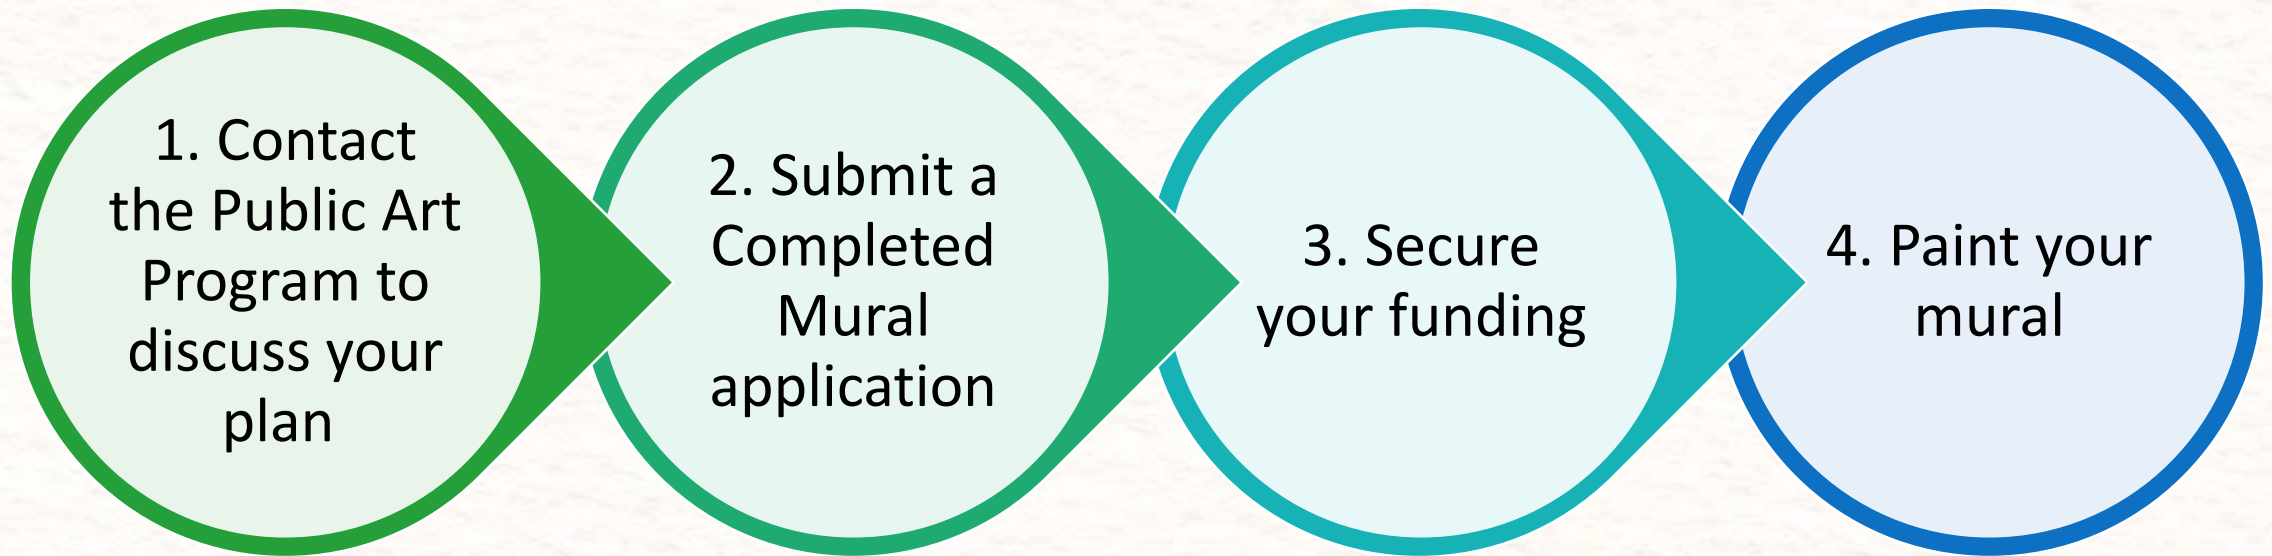 1. Contact
the Public Art
Program to
discuss your
plan
2. Submit a
Completed
Mural
application
3. Secure
your funding
4. Paint your
mural